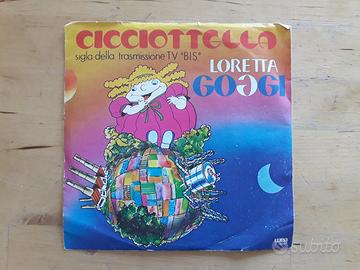 CICCIOTTELLA
sigla della trasmissione TV "BIS"
LORETTA
GOGGI
subito